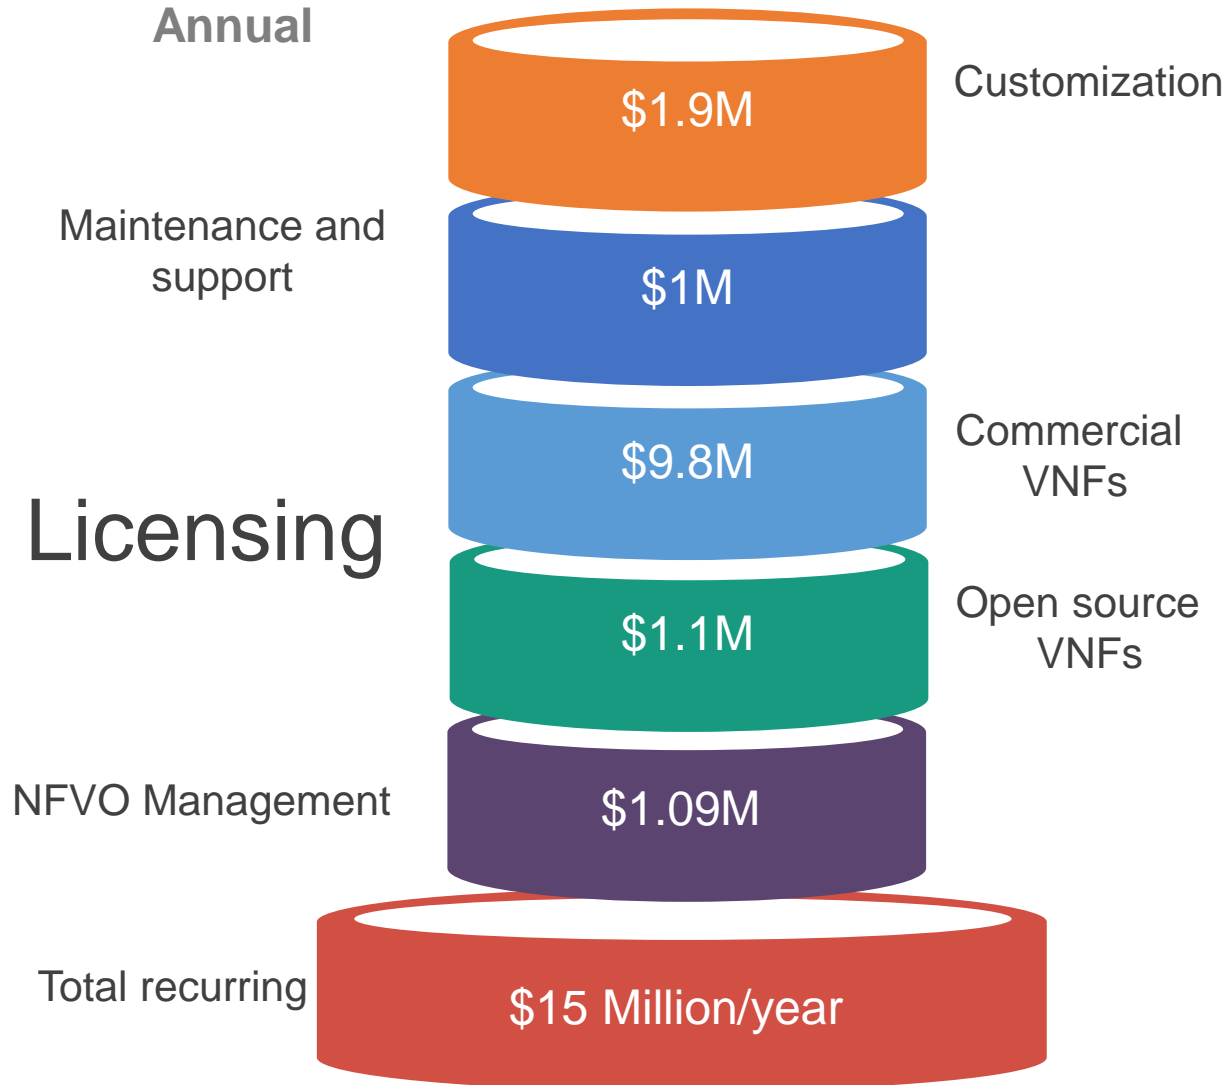 Annual
$1.9M
Customization
Maintenance and
support
$1M
Commercial
VNFs
$9.8M
Licensing
Open source
VNFs
$1.1M
NFVO Management
$1.09M
Total recurring
$15 Million/year